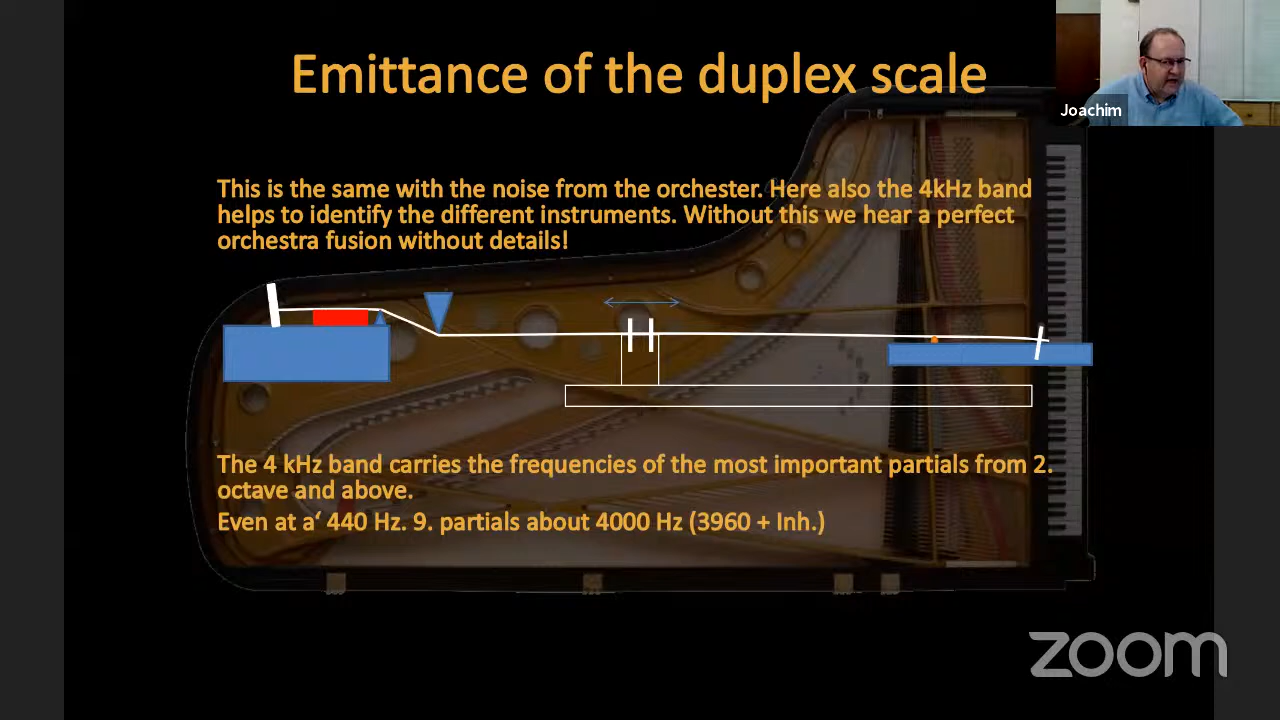 Emittance of the duplex scale
Joachim
This is the same with the noise from the orchester. Here also the 4kHz band
helps to identify the different instruments. Without this we hear a perfect
orchestra fusion without details!
The 4 kHz band carries the frequencies of the most important partials from 2.
octave and above.
Even at a‘ 440 Hz. 9. partials about 4000 Hz (3960 + Inh.)
zoom